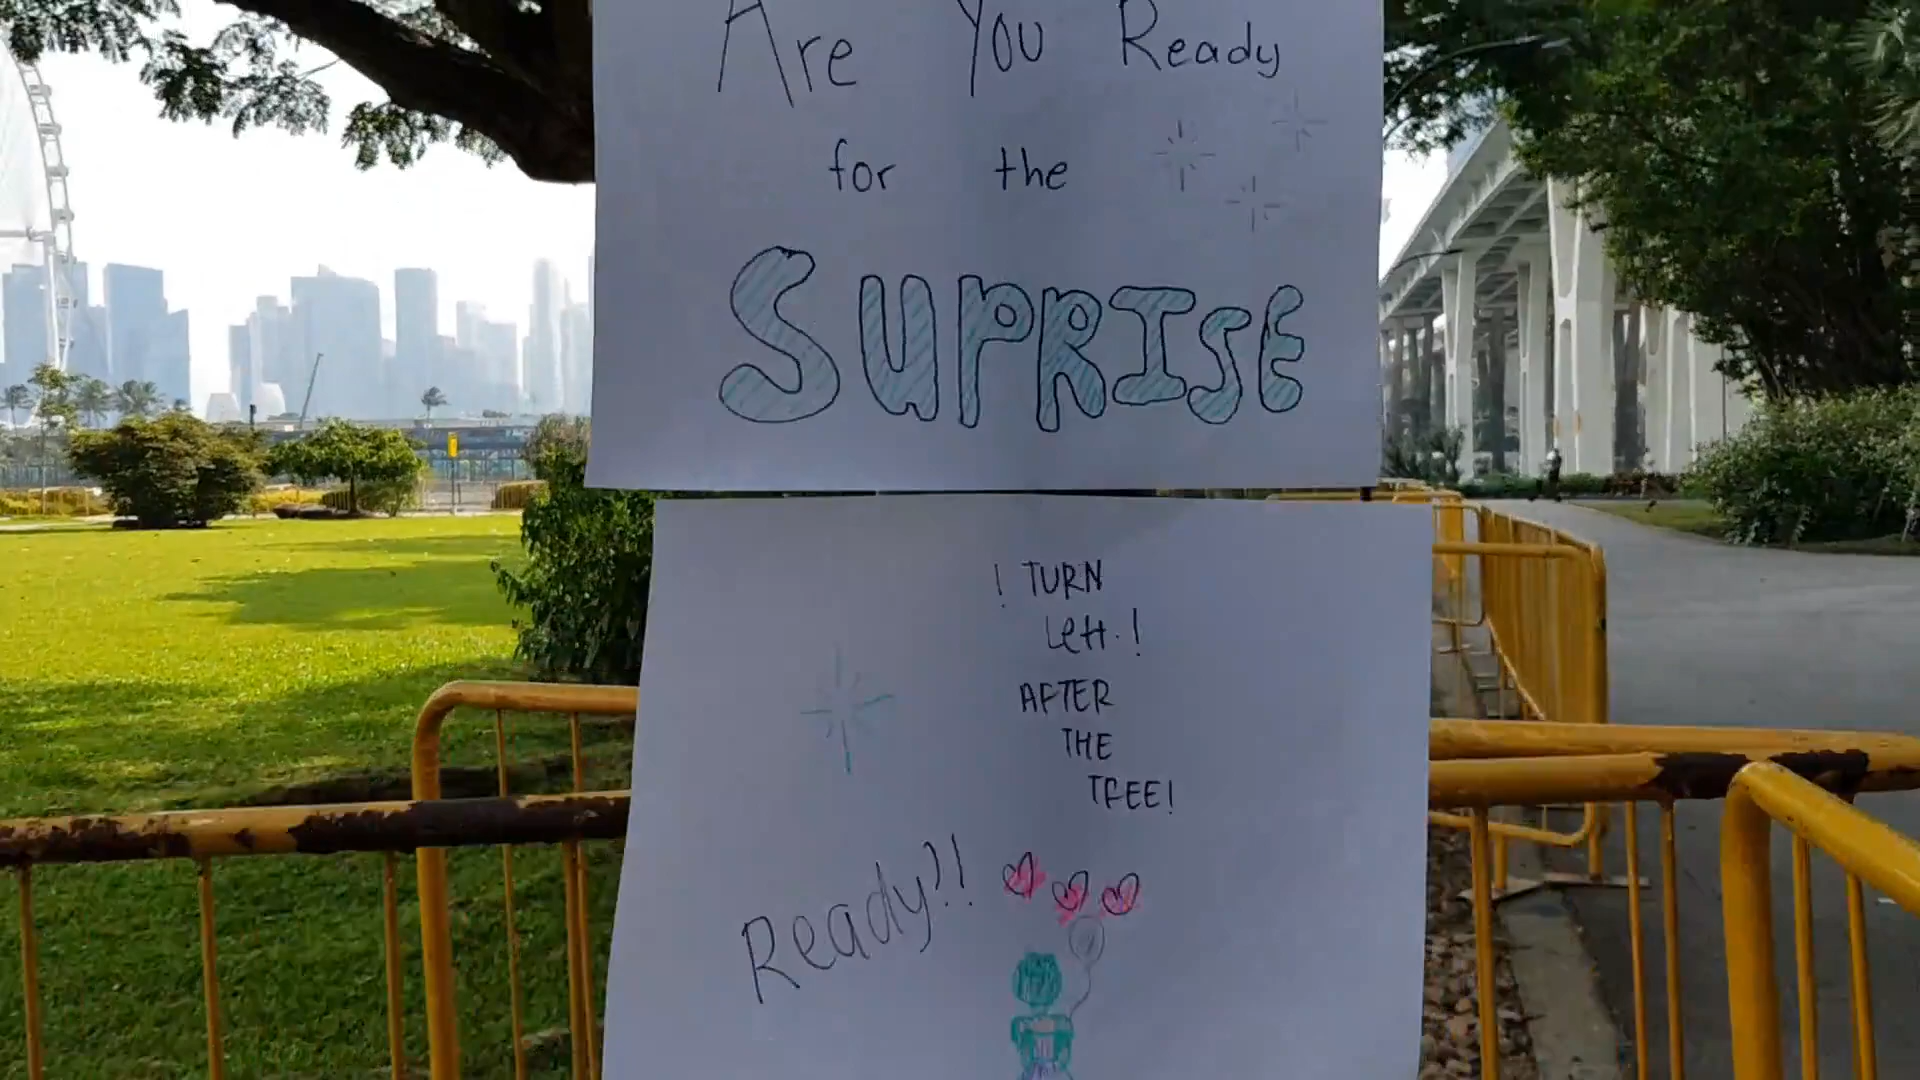 Are You Ready
for the
SUPRISE
! TURN
Left.!
AFTER
THE
TREE!
Ready?!